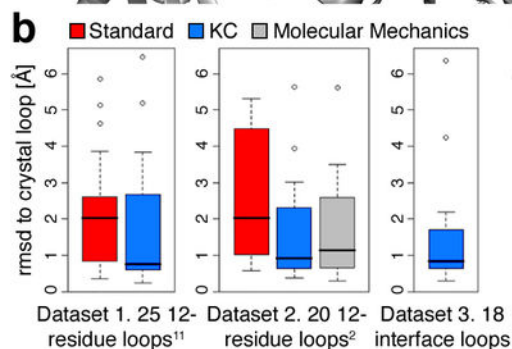 b Standard KC Molecular Mechanics
rmsd to crystal loop [Å]
6 5 4 3 2 1 0
6 5 4 3 2 1 0
6 5 4 3 2 1 0
Dataset 1. 25 12-
residue loops¹¹
Dataset 2. 20 12-
residue loops²
Dataset 3. 18
interface loops